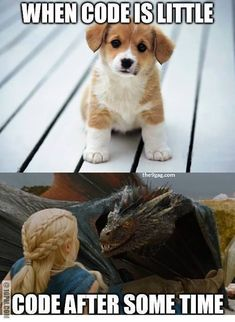 WHEN CODE IS LITTLE
the9gag.com
CODE AFTER SOME TIME